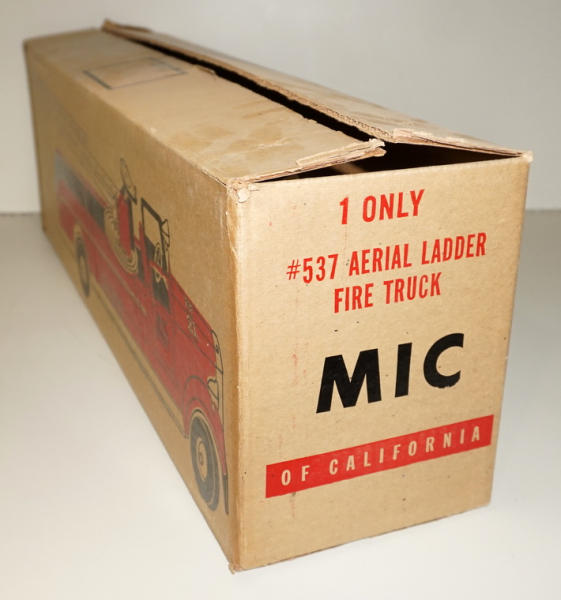 1 ONLY
#537 AERIAL LADDER
FIRE TRUCK
MIC
OF CALIFORNIA